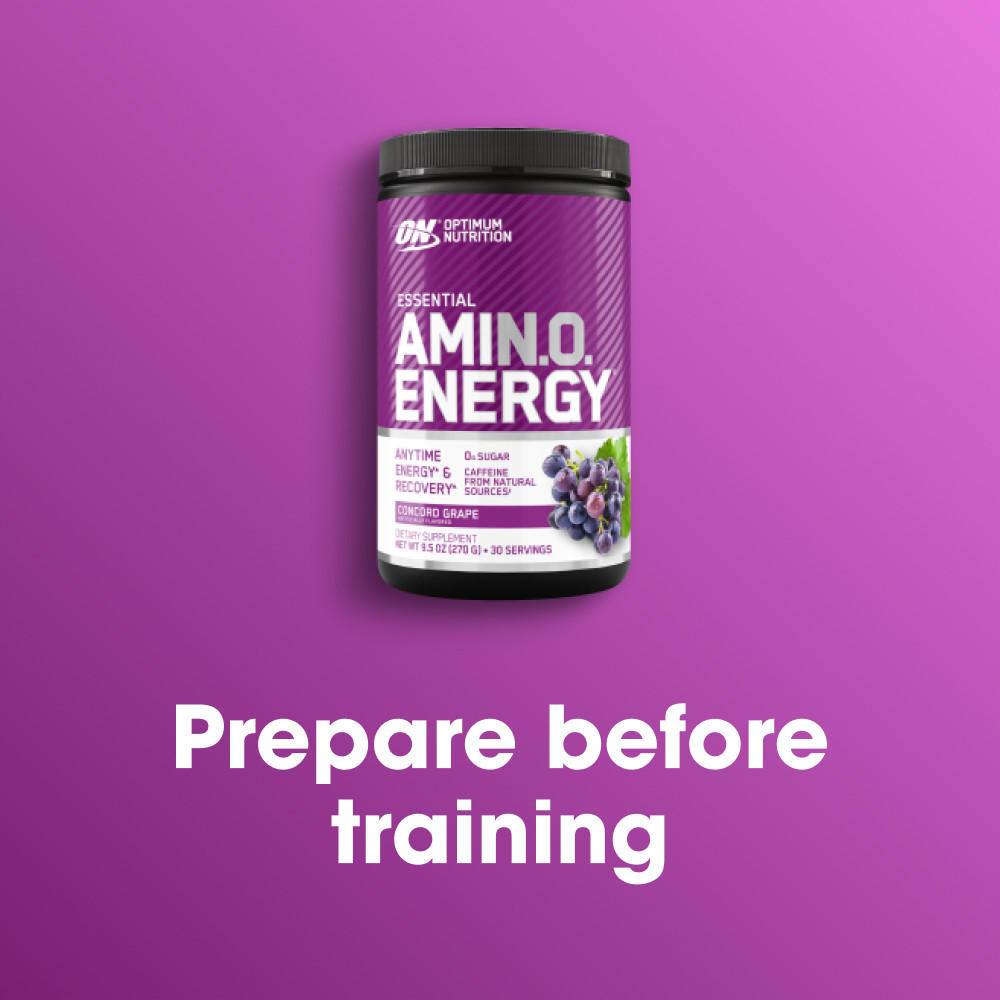 ON OPTIMUM
NUTRITION
ESSENTIAL
AMIN.O.
ENERGY
ANYTIME
ENERGY* &
RECOVERY*
0G SUGAR
CAFFEINE
FROM NATURAL
SOURCES
CONCORD GRAPE
DIETARY SUPPLEMENT
NET WT 9.5 OZ (270 G) • 30 SERVINGS
Prepare before
training